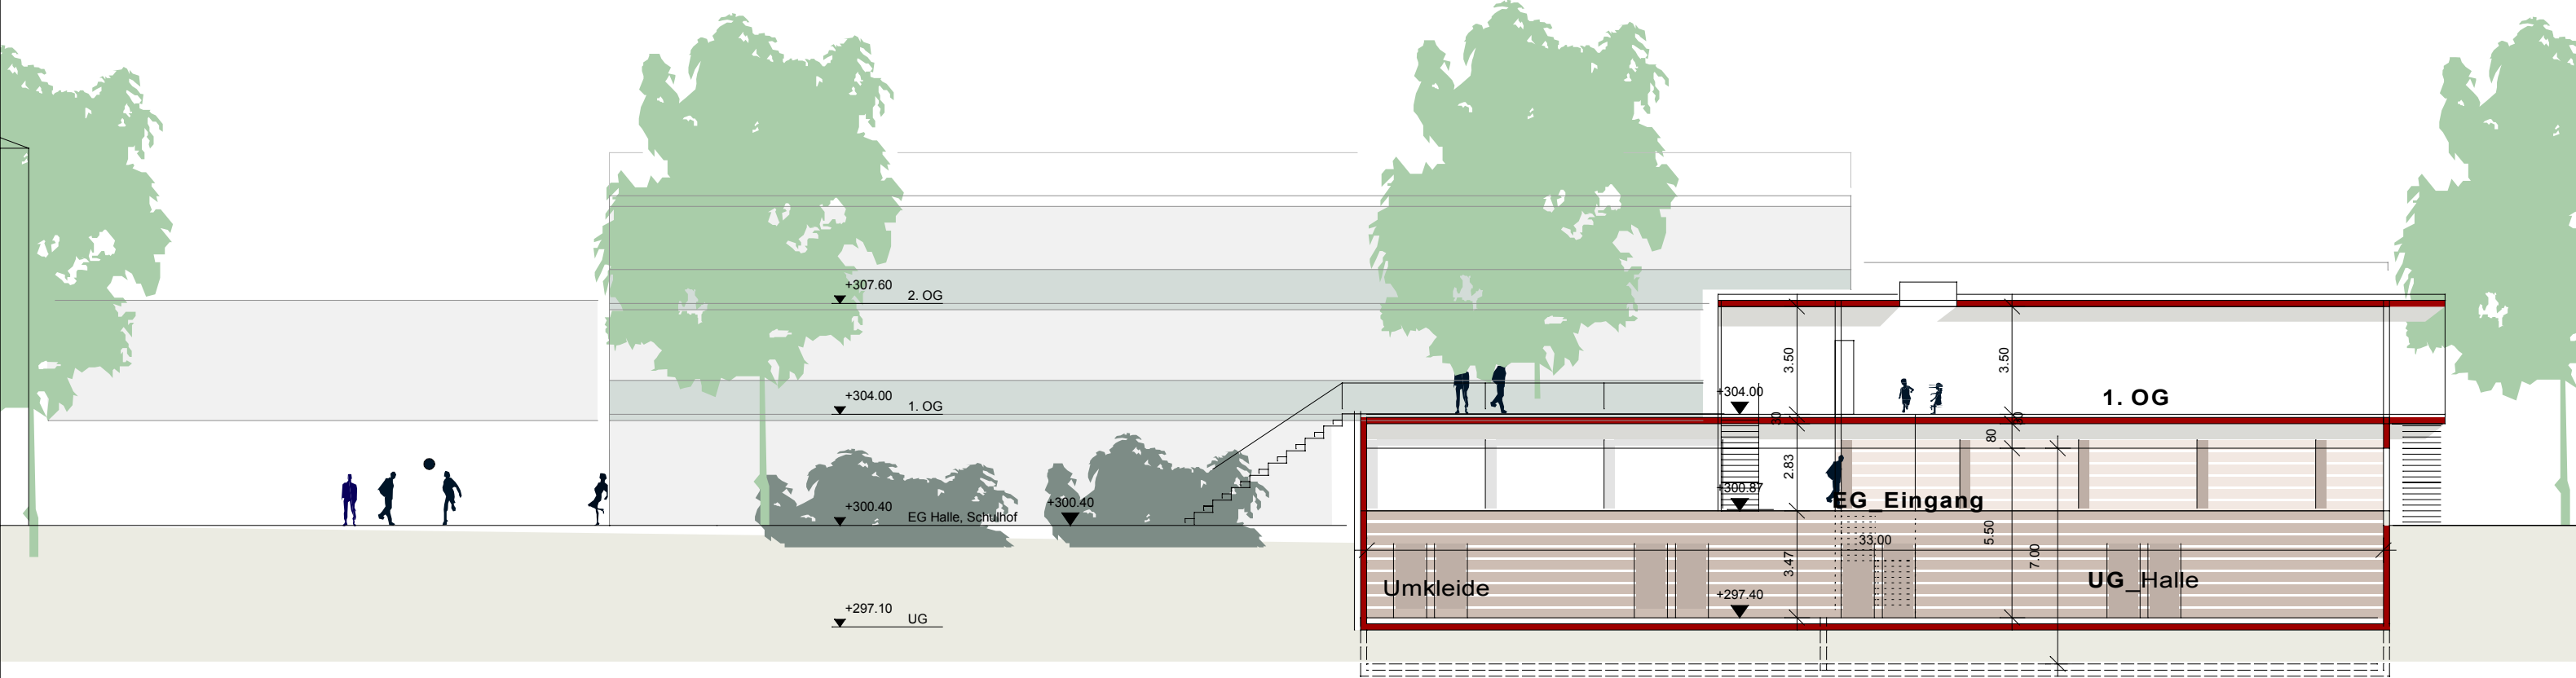 +307.60
2. OG
+304.00
1. OG
+300.40
EG Halle, Schulhof
+300.40
+297.10
UG
3.50
3.50
+304.00
1. OG
30
80
2.83
+300.87
EG_Eingang
33.00
5.50
7.00
3.47
Umkleide
UG_Halle
+297.40